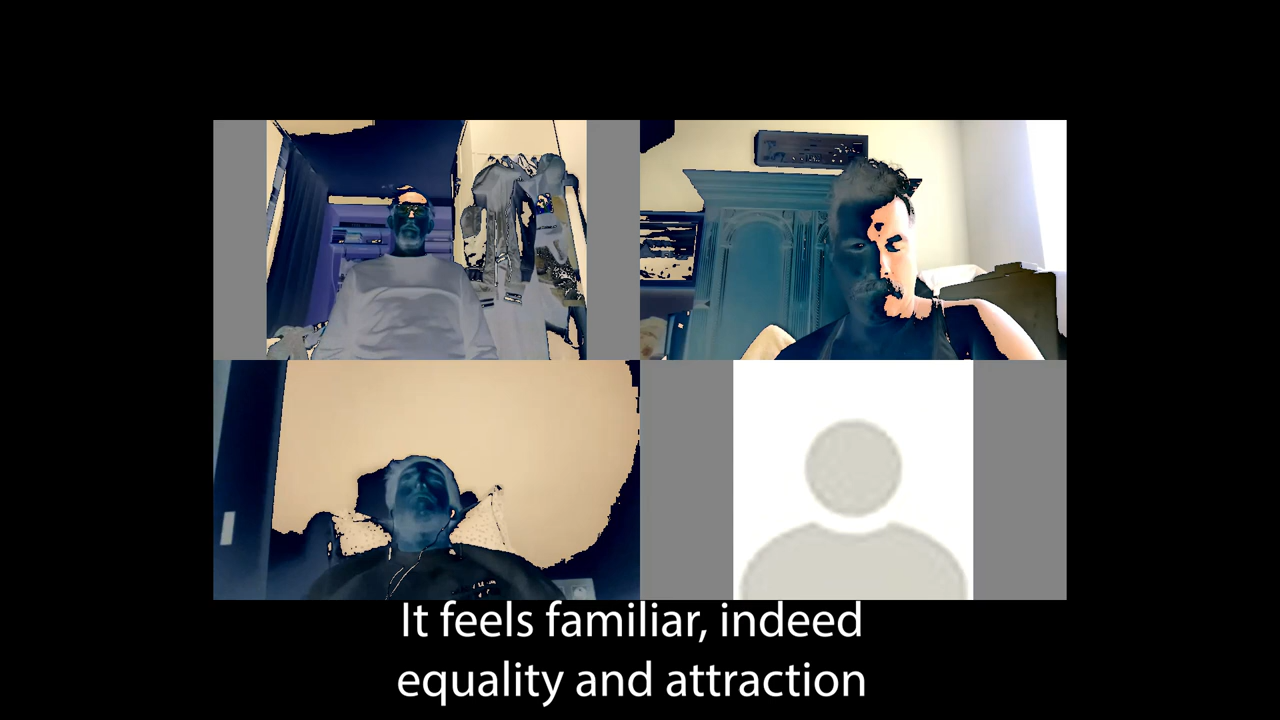 It feels familiar, indeed
equality and attraction